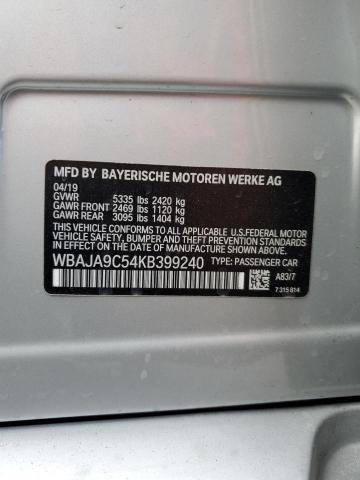 MFD BY BAYERISCHE MOTOREN WERKE AG
04/19
GVWR 5335 lbs 2420 kg
GAWR FRONT 2469 lbs 1120 kg
GAWR REAR 3095 lbs 1404 kg
THIS VEHICLE CONFORMS TO ALL APPLICABLE U.S.FEDERAL MOTOR
VEHICLE SAFETY, BUMPER, AND THEFT PREVENTION STANDARDS
IN EFFECT ON THE DATE OF MANUFACTURE SHOWN ABOVE.
WBAJA9C54KB399240 TYPE: PASSENGER CAR
A83/7
7 315 814